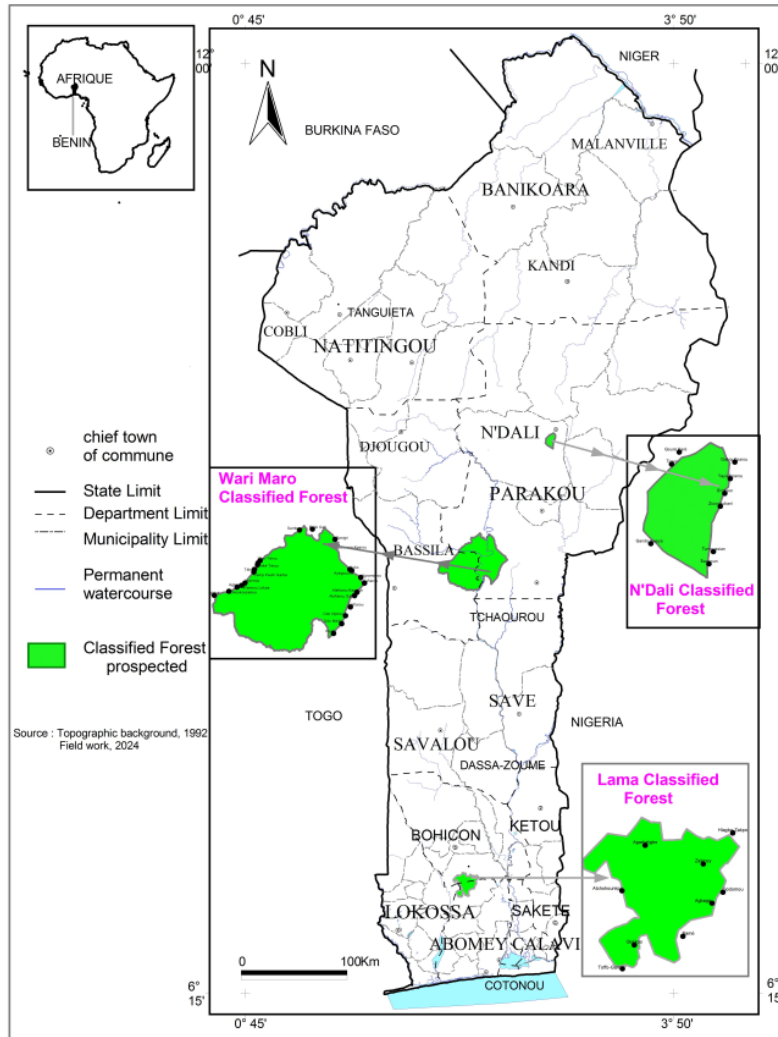 0° 45'
3° 50'
12°
00'
12°
00'
AFRIQUE
BENIN
N
NIGER
BURKINA FASO
MALANVILLE
BANIKOARA
KANDI
TANGUIETA
COBLI
NATITINGOU
DJOUGOU
N'DALI
PARAKOU
chief town
of commune
State Limit
Department Limit
Municipality Limit
Permanent
watercourse
Classified Forest
prospected
Wari Maro
Classified Forest
BASSILA
N'Dali Classified
Forest
TCHAOUROU
SAVE
TOGO
NIGERIA
Source : Topographic background, 1992
Field work, 2024
SAVALOU
DASSA-ZOUME
Lama Classified
Forest
BOHICON
KETOU
LOKOSSA
SAKETE
ABOMEY CALAVI
COTONOU
0
100Km
6°
15'
6°
15'
0° 45'
3° 50'